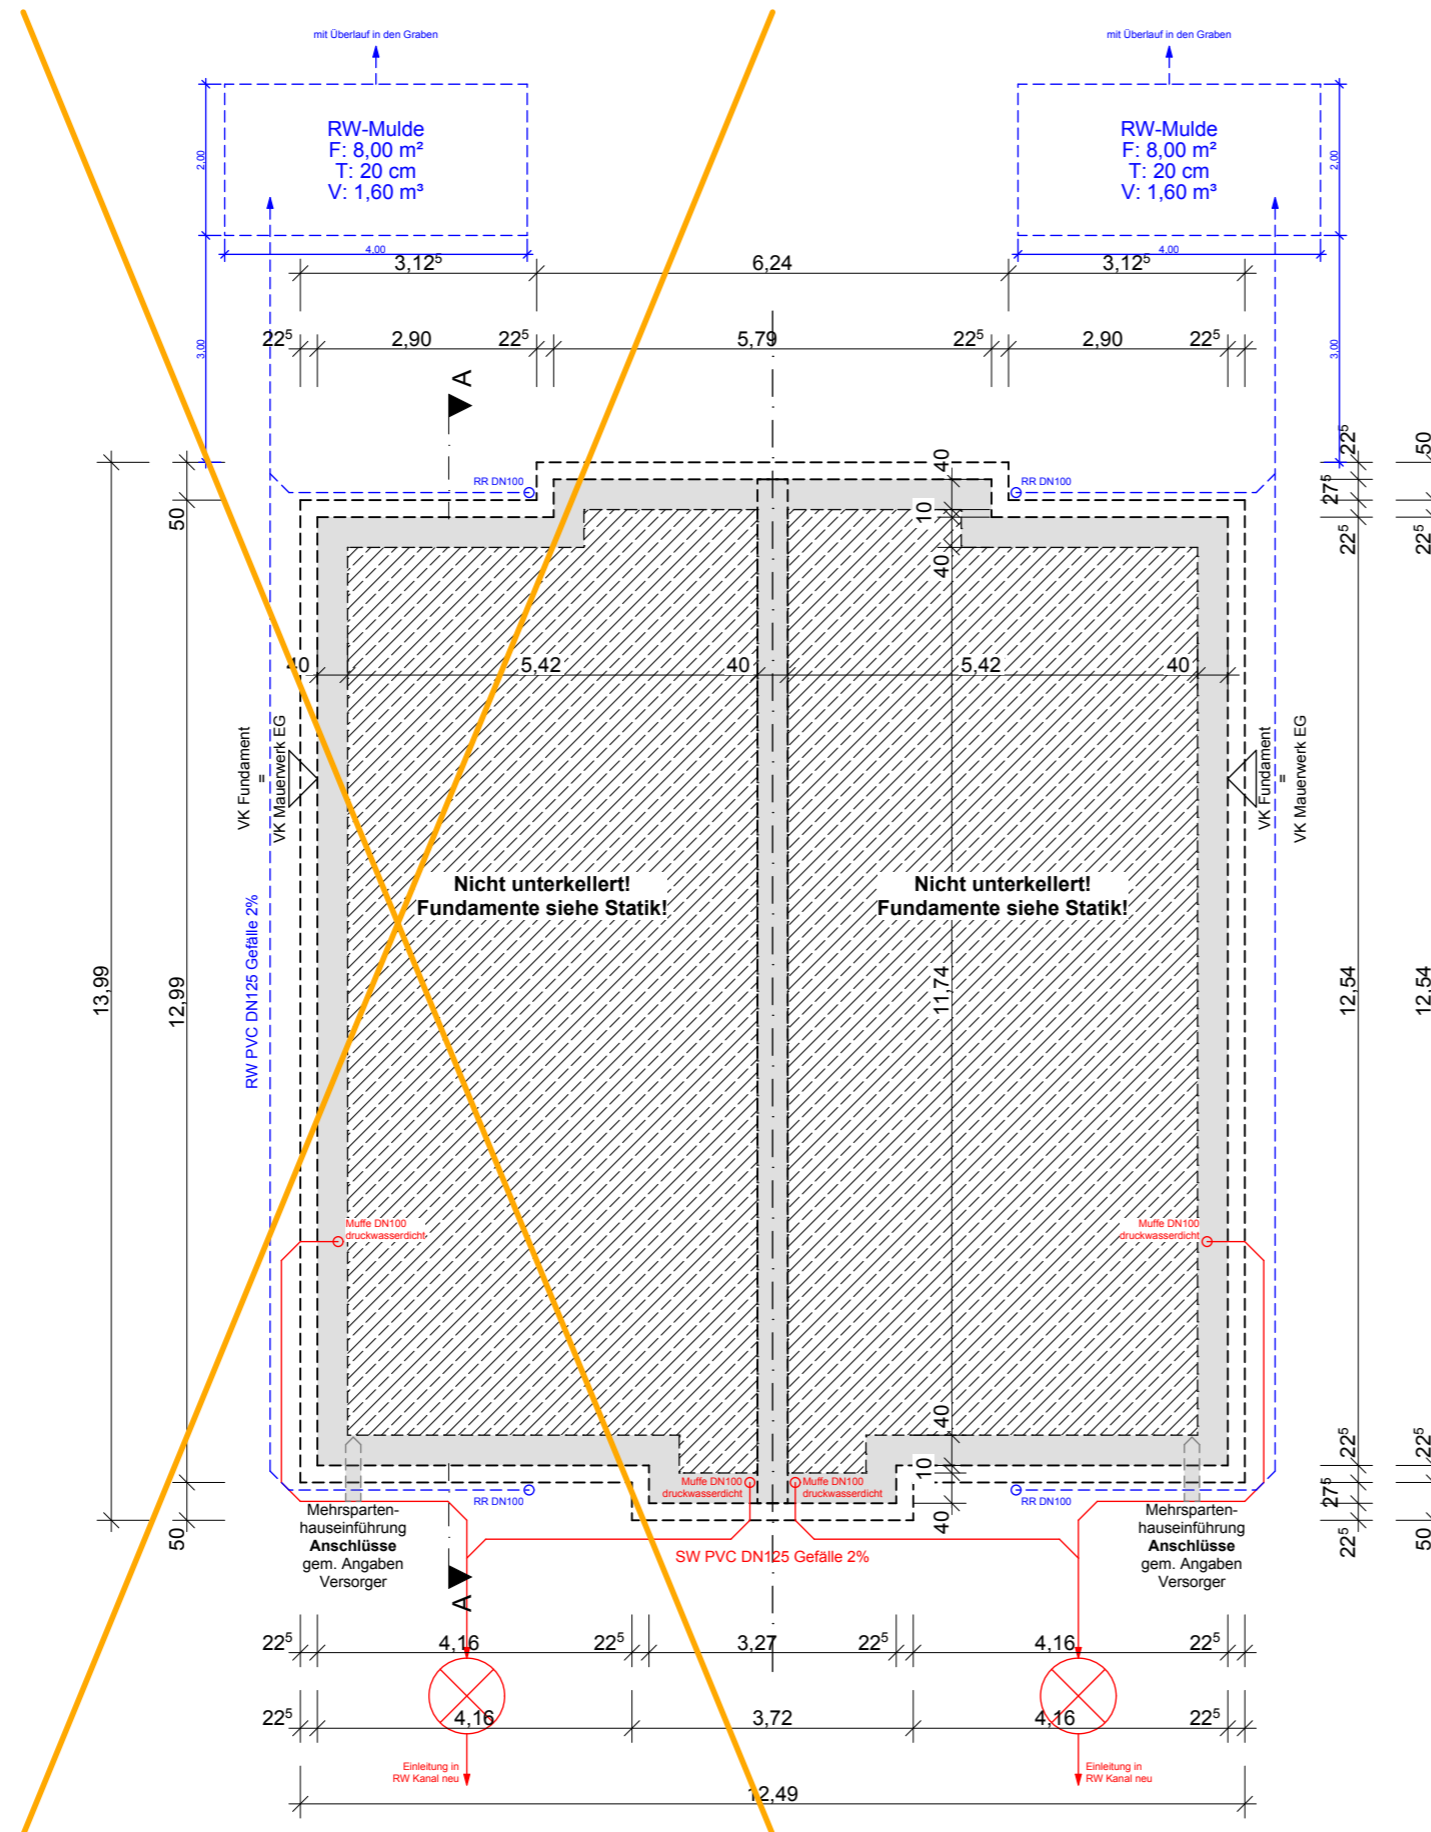 mit Überlauf in den Graben
mit Überlauf in den Graben
RW-Mulde
F: 8,00 m²
T: 20 cm
V: 1,60 m³
RW-Mulde
F: 8,00 m²
T: 20 cm
V: 1,60 m³
2,00
2,00
4,00
4,00
3,12⁵
6,24
3,12⁵
3,00
3,00
22⁵
2,90
22⁵
5,79
22⁵
2,90
22⁵
A
50
22⁵
27⁵
22⁵
50
22⁵
40
10
40
RR DN100
RR DN100
40
5,42
40
5,42
40
VK Fundament
=
VK Mauerwerk EG
VK Fundament
=
VK Mauerwerk EG
Nicht unterkellert!
Fundamente siehe Statik!
Nicht unterkellert!
Fundamente siehe Statik!
RW PVC DN125 Gefälle 2%
13,99
12,99
11,74
12,54
12,54
Muffe DN100
druckwasserdicht
Muffe DN100
druckwasserdicht
40
10
40
22⁵
27⁵
22⁵
22⁵
50
50
Muffe DN100
druckwasserdicht
Muffe DN100
druckwasserdicht
RR DN100
RR DN100
Mehrsparten-
hauseinführung
Anschlüsse
gem. Angaben
Versorger
Mehrsparten-
hauseinführung
Anschlüsse
gem. Angaben
Versorger
SW PVC DN125 Gefälle 2%
A
22⁵
4,16
22⁵
3,27
22⁵
4,16
22⁵
22⁵
4,16
3,72
4,16
22⁵
Einleitung in
RW Kanal neu
Einleitung in
RW Kanal neu
12,49